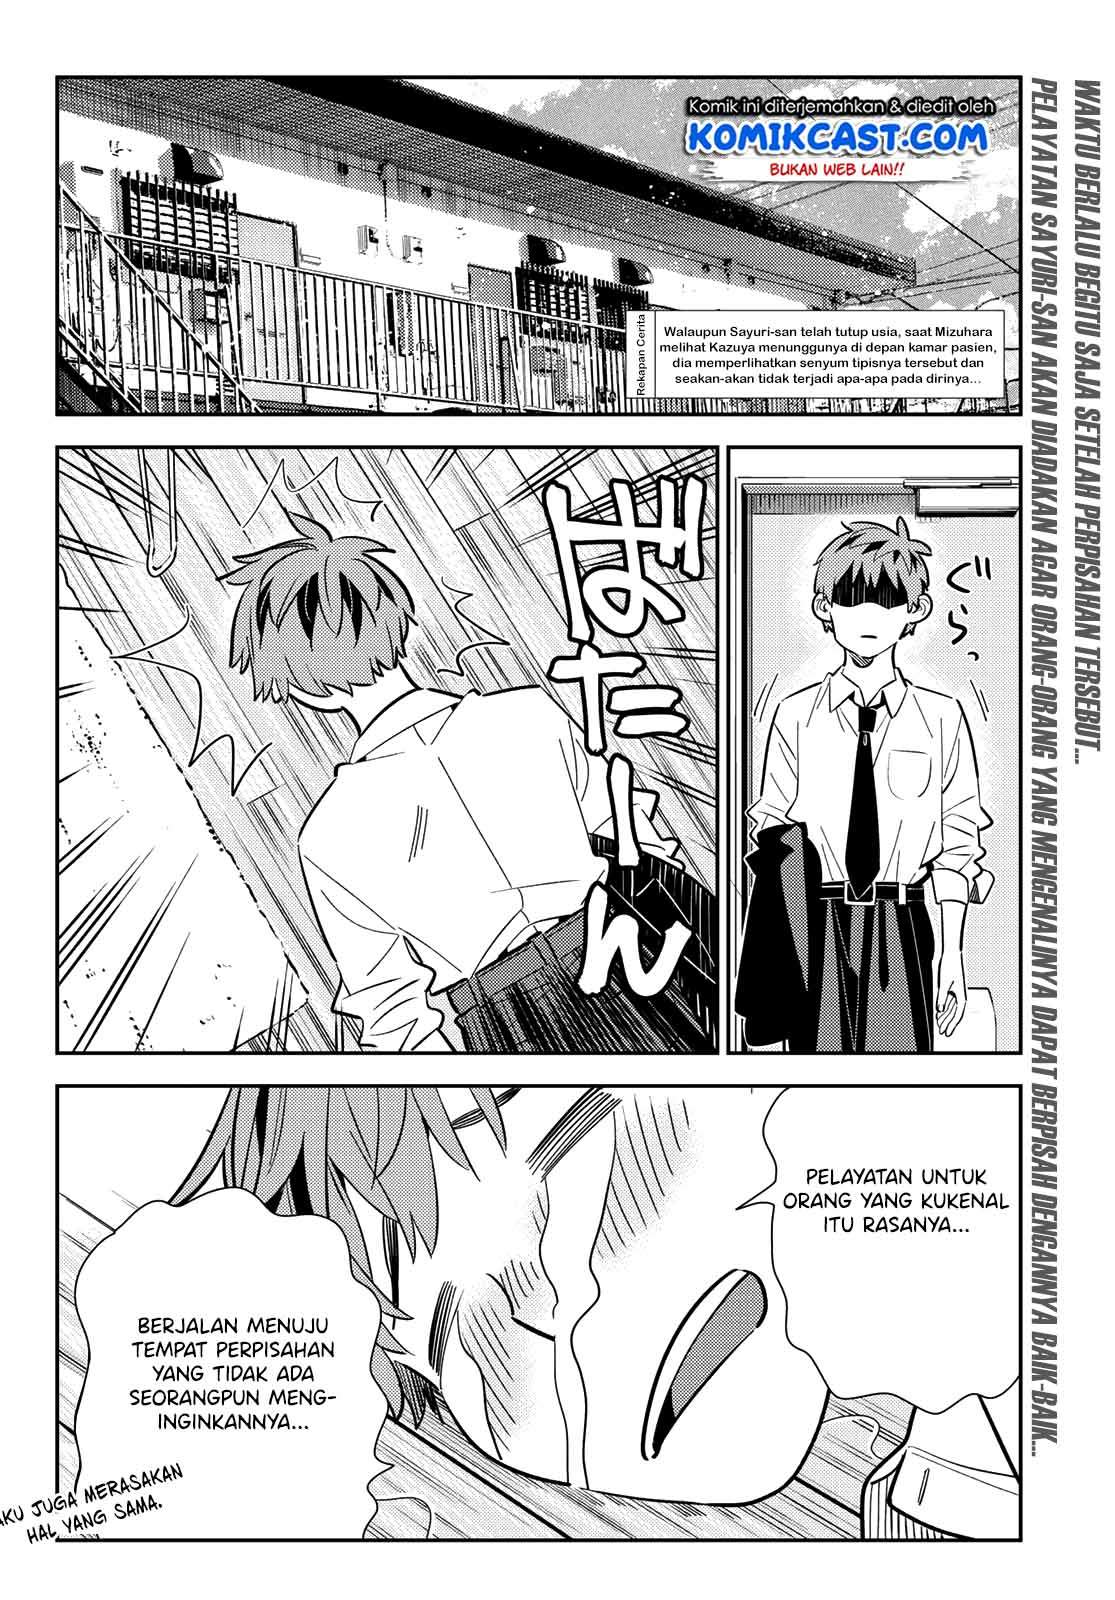 WAKTU BERLALU BEGITU SAJA SETELAH PERPISAHAN TERSEBUT...
PELAYATAN SAYURI-SAN AKAN DIADAKAN AGAR ORANG-ORANG YANG MENGENALINYA DAPAT BERPISAH DENGANNYA BAIK-BAIK...
Komik ini diterjemahkan & diedit oleh
KOMIKCAST.COM
BUKAN WEB LAIN!!
Rekapan Cerita
Walaupun Sayuri-san telah tutup usia, saat Mizuhara
melihat Kazuya menunggunya di depan kamar pasien,
dia memperlihatkan senyum tipisnya tersebut dan
seakan-akan tidak terjadi apa-apa pada dirinya...
ぐら
ばたーん
PELAYATAN UNTUK
ORANG YANG KUKENAL
ITU RASANYA...
BERJALAN MENUJU
TEMPAT PERPISAHAN
YANG TIDAK ADA
SEORANGPUN MENG-
INGINKANNYA...
AKU JUGA MERASAKAN
HAL YANG SAMA.